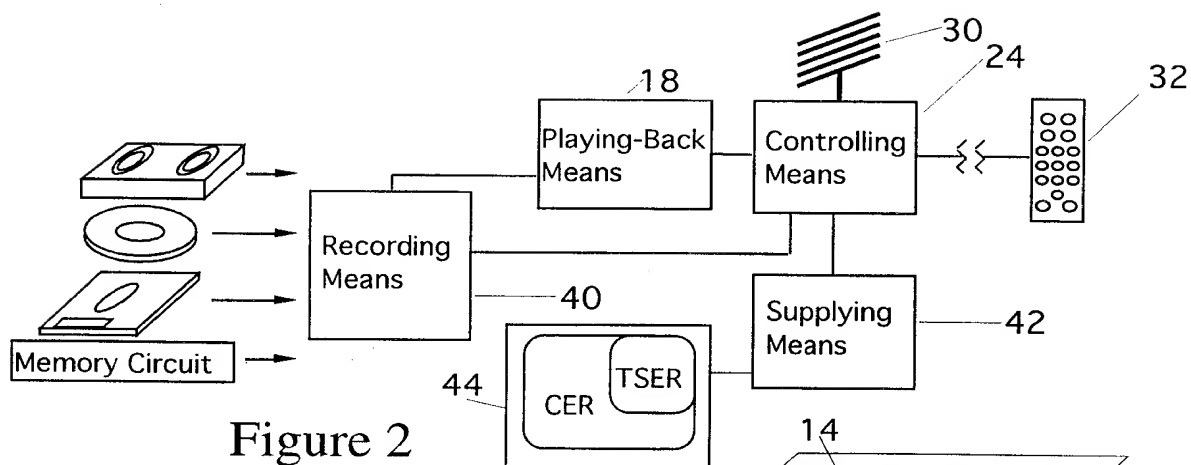 30
24
18
32
Playing-Back
Means
Controlling
Means
Recording
Means
40
Supplying
Means
42
Memory Circuit
44
TSER
CER
Figure 2
14